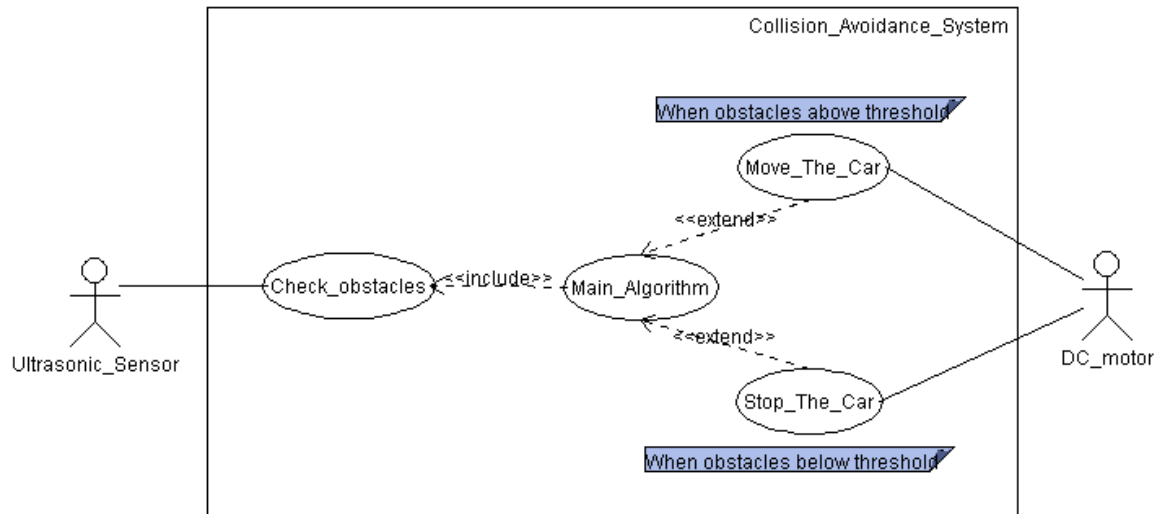 Collision_Avoidance_System
When obstacles above threshold
Move_The_Car
<<extend>>
Check_obstacles
<<include>>
Main_Algorithm
Ultrasonic_Sensor
<<extend>>
DC_motor
Stop_The_Car
When obstacles below threshold